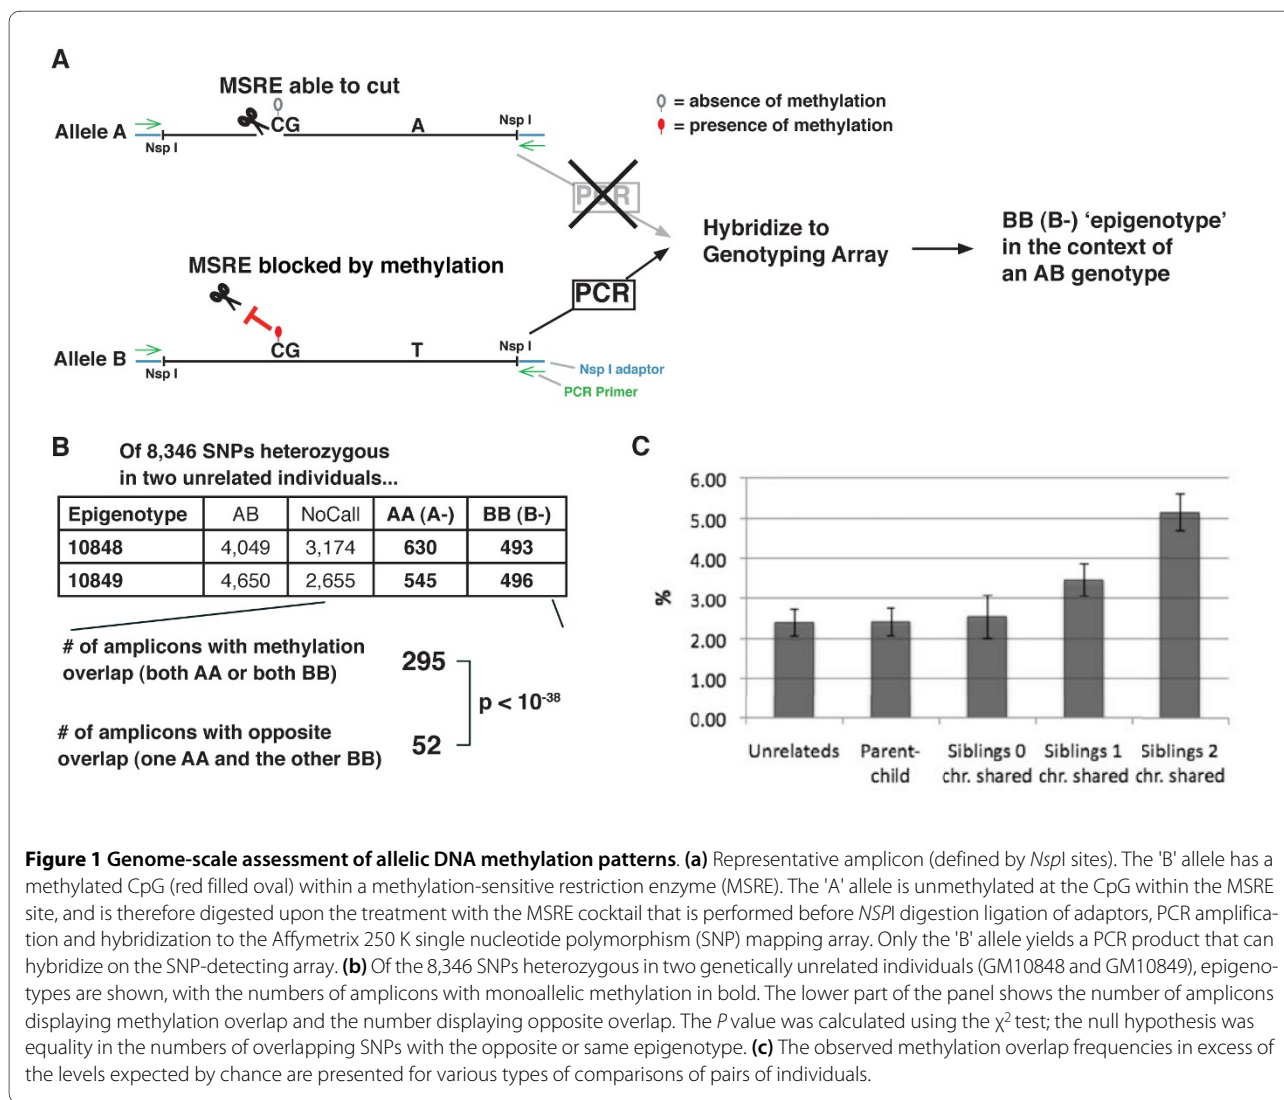 A
MSRE able to cut
Allele A
Nsp I
CG
A
Nsp I
= absence of methylation
= presence of methylation
PCR
Hybridize to
Genotyping Array
BB (B-) ‘epigenotype’
in the context of
an AB genotype
MSRE blocked by methylation
PCR
Allele B
Nsp I
CG
T
Nsp I
Nsp I adaptor
PCR Primer
B
Of 8,346 SNPs heterozygous
in two unrelated individuals...
Epigenotype AB NoCall AA (A-) BB (B-)
10848 4,049 3,174 630 493
10849 4,650 2,655 545 496
# of amplicons with methylation
overlap (both AA or both BB)
295
p < 10-38
# of amplicons with opposite
overlap (one AA and the other BB)
52
C
6.00
5.00
4.00
3.00
2.00
1.00
0.00
%
Unrelateds
Parent-
child
Siblings 0
chr. shared
Siblings 1
chr. shared
Siblings 2
chr. shared
Figure 1 Genome-scale assessment of allelic DNA methylation patterns. (a) Representative amplicon (defined by NspI sites). The 'B' allele has a
methylated CpG (red filled oval) within a methylation-sensitive restriction enzyme (MSRE). The 'A' allele is unmethylated at the CpG within the MSRE
site, and is therefore digested upon the treatment with the MSRE cocktail that is performed before NSPI digestion ligation of adaptors, PCR amplifica-
tion and hybridization to the Affymetrix 250 K single nucleotide polymorphism (SNP) mapping array. Only the 'B' allele yields a PCR product that can
hybridize on the SNP-detecting array. (b) Of the 8,346 SNPs heterozygous in two genetically unrelated individuals (GM10848 and GM10849), epigeno-
types are shown, with the numbers of amplicons with monoallelic methylation in bold. The lower part of the panel shows the number of amplicons
displaying methylation overlap and the number displaying opposite overlap. The P value was calculated using the χ2 test; the null hypothesis was
equality in the numbers of overlapping SNPs with the opposite or same epigenotype. (c) The observed methylation overlap frequencies in excess of
the levels expected by chance are presented for various types of comparisons of pairs of individuals.